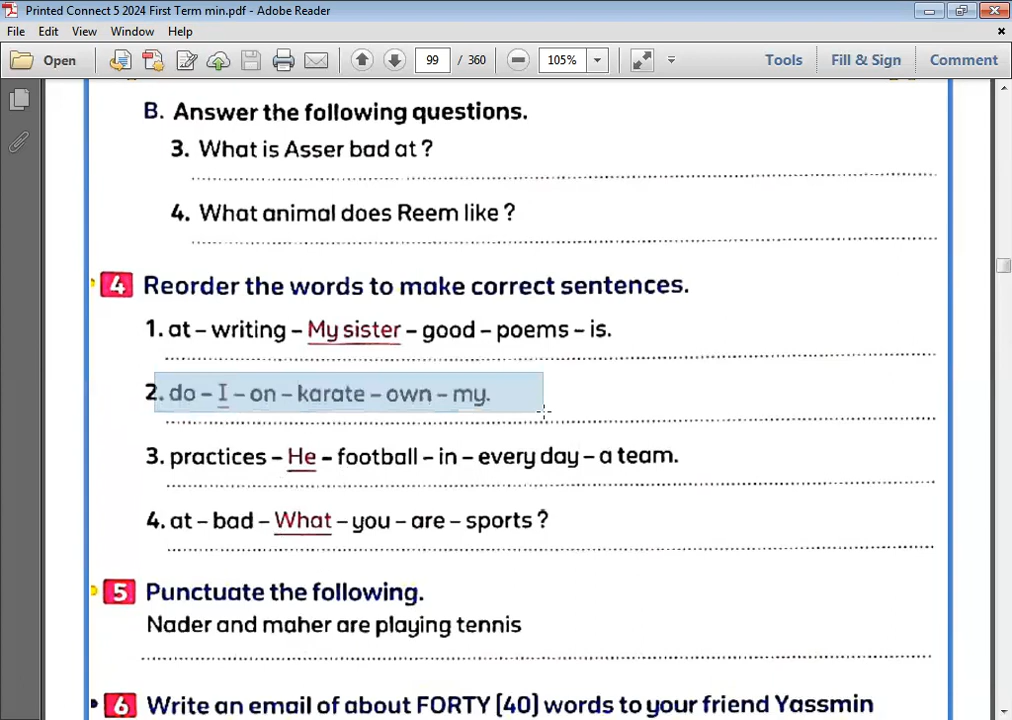 Printed Connect 5 2024 First Term min.pdf - Adobe Reader
File Edit View Window Help
Open 99 / 360 105% Tools Fill & Sign Comment
B. Answer the following questions.
3. What is Asser bad at ?
4. What animal does Reem like ?
4 Reorder the words to make correct sentences.
1. at – writing – My sister – good – poems – is.
2. do – I – on – karate – own – my.
3. practices – He – football – in – every day – a team.
4. at – bad – What – you – are – sports ?
5 Punctuate the following.
Nader and maher are playing tennis
6 Write an email of about FORTY [40] words to your friend Yassmin